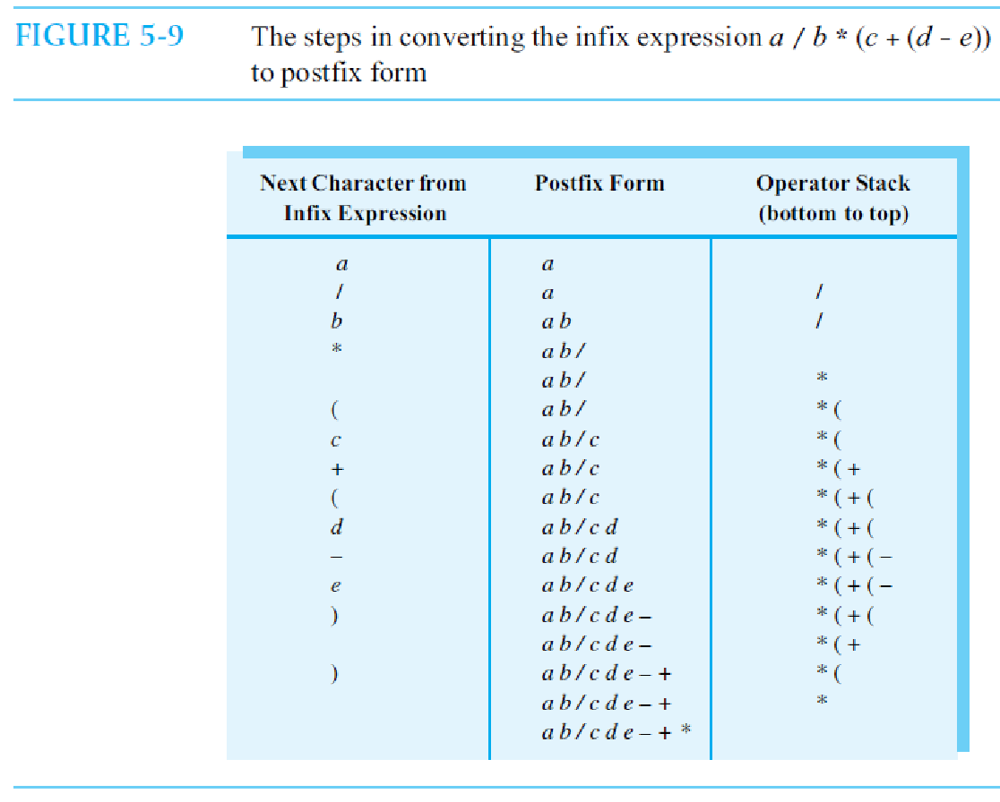 FIGURE 5-9 The steps in converting the infix expression a / b * (c + (d – e))
to postfix form
Next Character from Postfix Form Operator Stack
Infix Expression (bottom to top)
a a
/ a /
b a b /
* a b /
a b / *
( a b / * (
c a b / c * (
+ a b / c * ( +
( a b / c * ( + (
d a b / c d * ( + (
– a b / c d * ( + ( –
e a b / c d e * ( + ( –
) a b / c d e – * ( + (
a b / c d e – * ( +
) a b / c d e – + * (
a b / c d e – + *
a b / c d e – + *